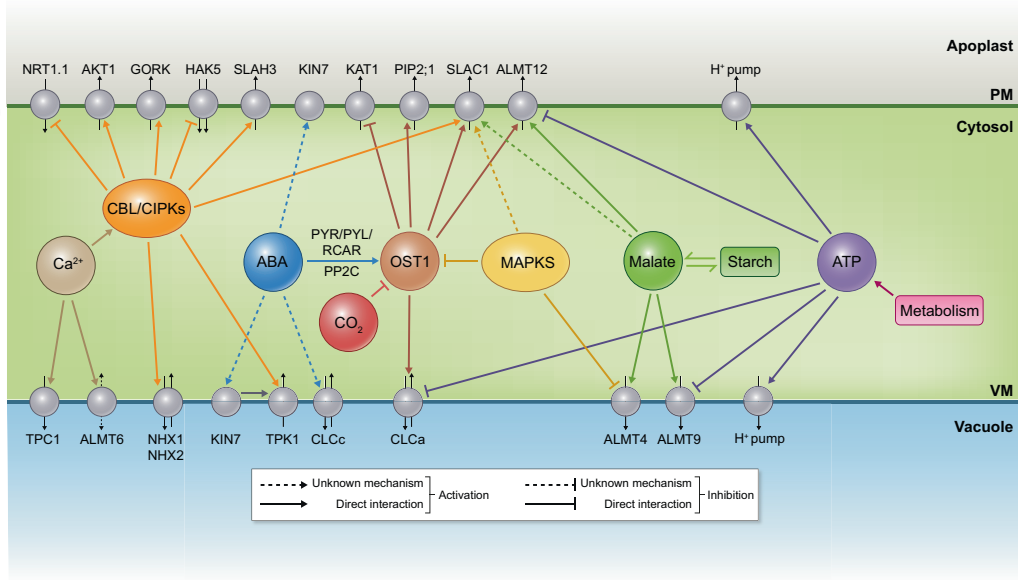 Apoplast
NRT1.1 AKT1 GORK HAK5 SLAH3 KIN7 KAT1 PIP2;1 SLAC1 ALMT12 H⁺ pump
PM
Cytosol
CBL/CIPKs
PYR/PYL/
RCAR
PP2C
Ca²⁺
ABA
OST1
MAPKS
Malate
Starch
ATP
CO₂
Metabolism
VM
Vacuole
TPC1 ALMT6 NHX1 KIN7 TPK1 CLCc CLCa ALMT4 ALMT9 H⁺ pump
NHX2
Unknown mechanism
Activation
Direct interaction
Unknown mechanism
Inhibition
Direct interaction